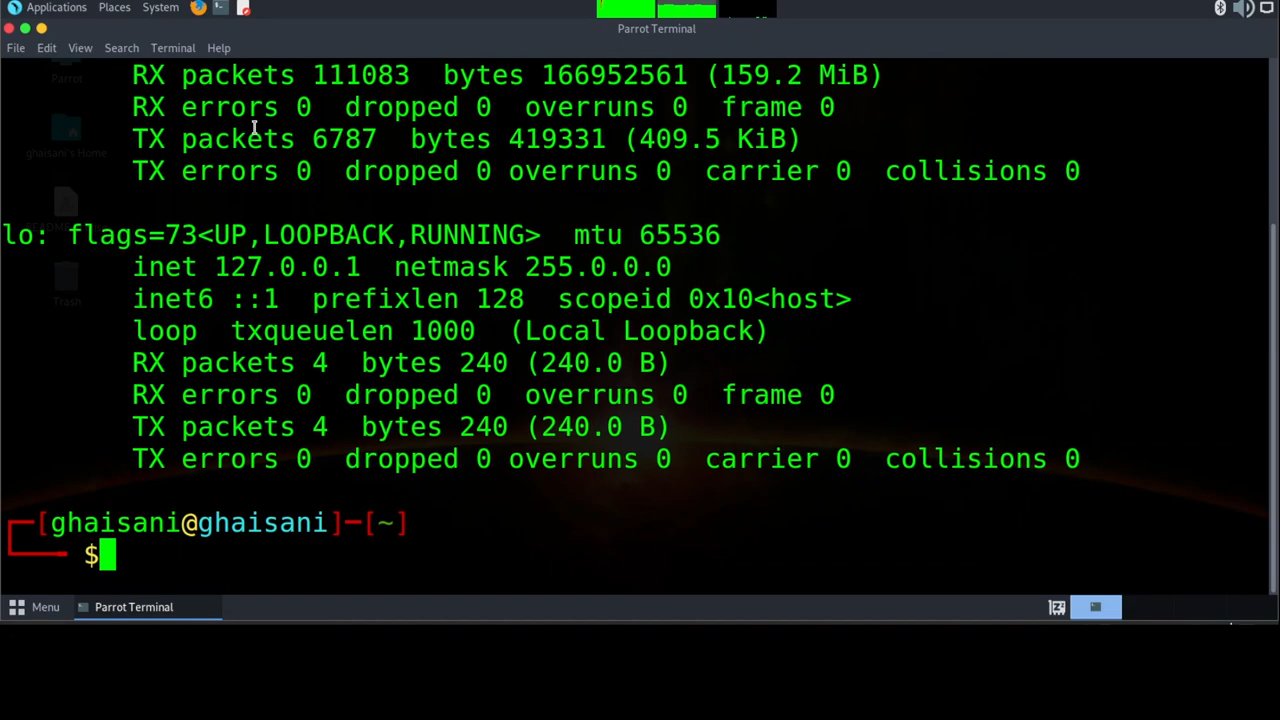 Applications Places System
Parrot Terminal
File Edit View Search Terminal Help
RX packets 111083 bytes 166952561 (159.2 MiB)
RX errors 0 dropped 0 overruns 0 frame 0
TX packets 6787 bytes 419331 (409.5 KiB)
TX errors 0 dropped 0 overruns 0 carrier 0 collisions 0
Parrot
ghaisani's Home
Trash
lo: flags=73<UP,LOOPBACK,RUNNING> mtu 65536
inet 127.0.0.1 netmask 255.0.0.0
inet6 ::1 prefixlen 128 scopeid 0x10<host>
loop txqueuelen 1000 (Local Loopback)
RX packets 4 bytes 240 (240.0 B)
RX errors 0 dropped 0 overruns 0 frame 0
TX packets 4 bytes 240 (240.0 B)
TX errors 0 dropped 0 overruns 0 carrier 0 collisions 0
[ghaisani@ghaisani]─[~]
$
Menu Parrot Terminal